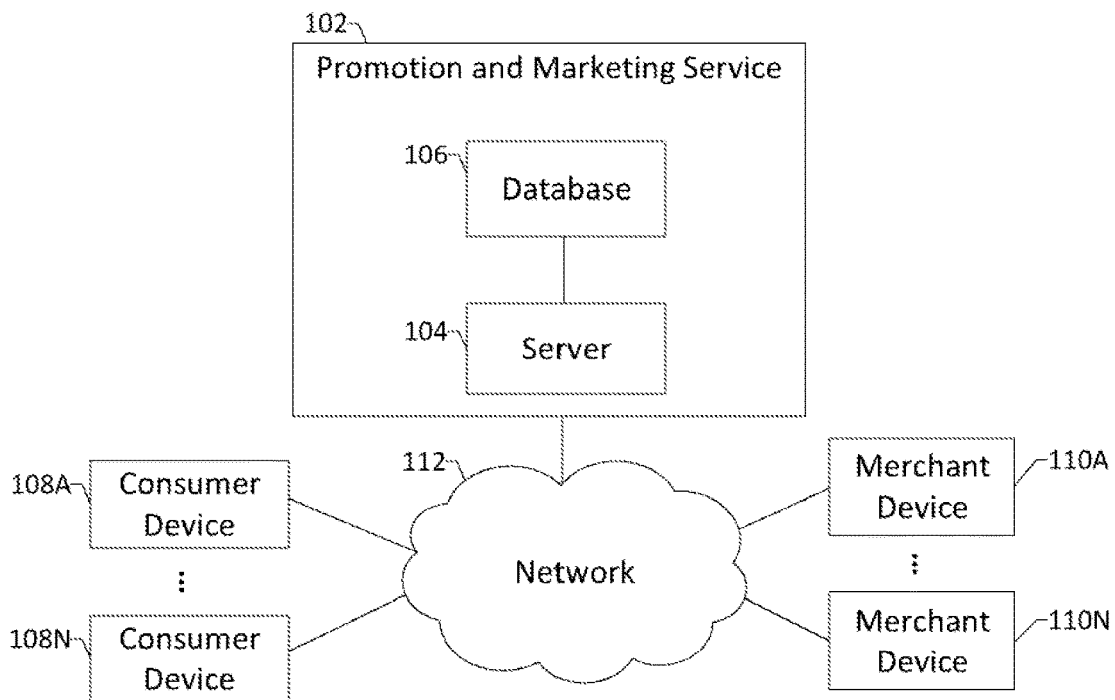 102
Promotion and Marketing Service
106
Database
104
Server
112
Network
108A
Consumer
Device
⋮
108N
Consumer
Device
Merchant
Device
110A
⋮
Merchant
Device
110N